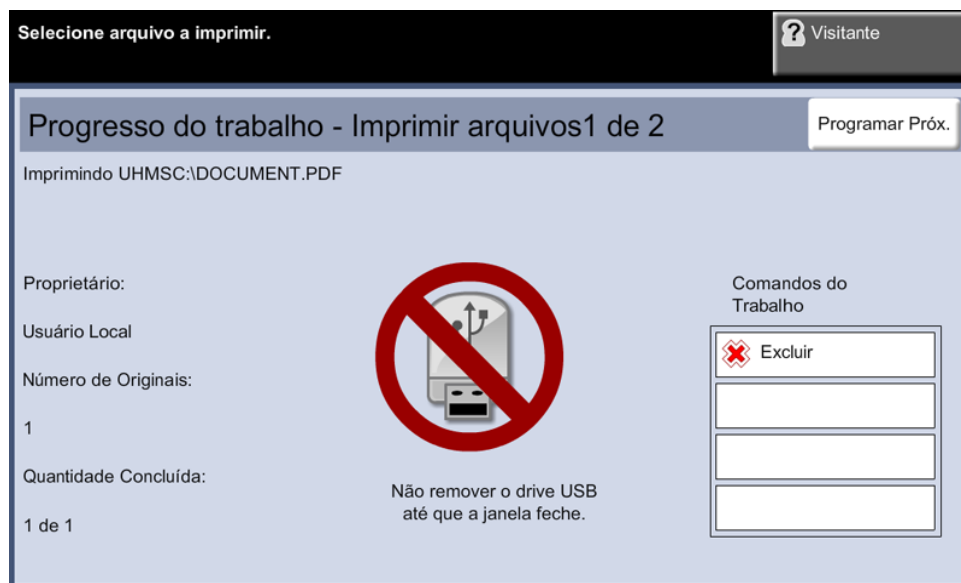 Selecione arquivo a imprimir.
Visitante
Progresso do trabalho - Imprimir arquivos1 de 2
Programar Próx.
Imprimindo UHMSC:\DOCUMENT.PDF
Proprietário:
Usuário Local
Número de Originais:
1
Quantidade Concluída:
1 de 1
Não remover o drive USB
até que a janela feche.
Comandos do
Trabalho
Excluir